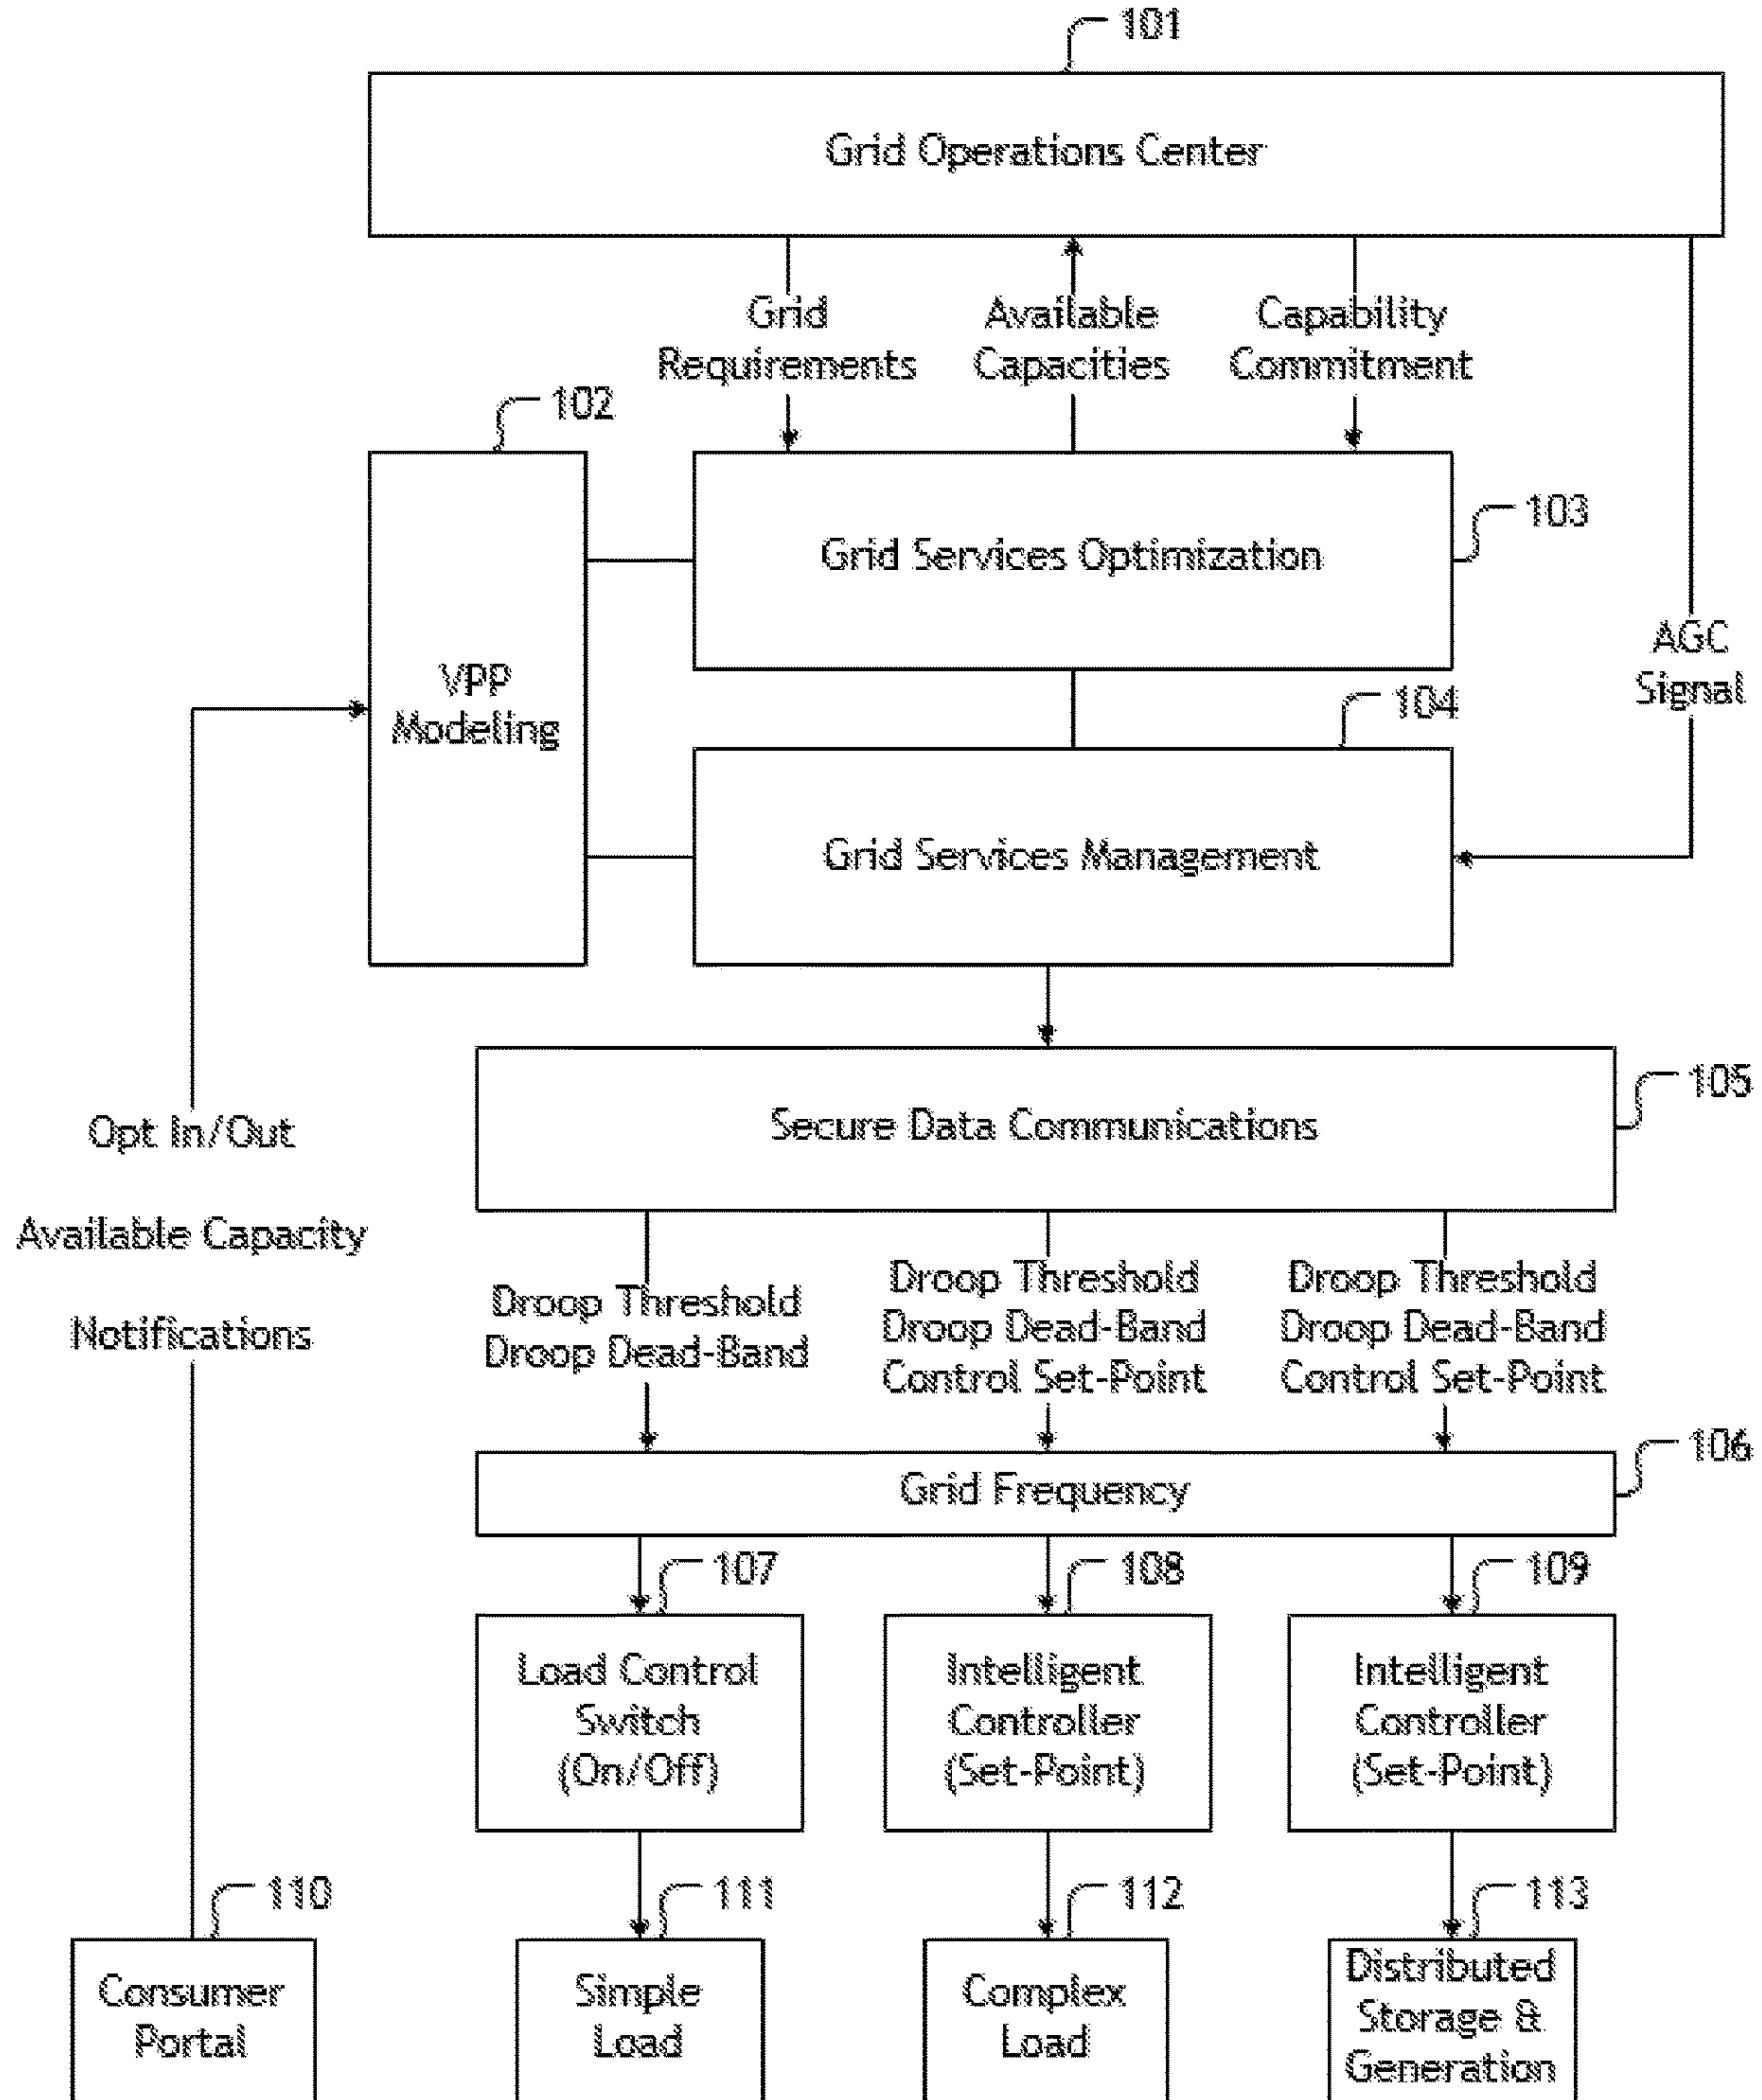 101
Grid Operations Center
Grid
Requirements
Available
Capacities
Capability
Commitment
102
103
Grid Services Optimization
AGC
Signal
VPP
Modeling
104
Grid Services Management
105
Secure Data Communications
Opt In/Out
Available Capacity
Notifications
Droop Threshold
Droop Dead-Band
Droop Threshold
Droop Dead-Band
Control Set-Point
Droop Threshold
Droop Dead-Band
Control Set-Point
106
Grid Frequency
107
108
109
Load Control
Switch
(On/Off)
Intelligent
Controller
(Set-Point)
Intelligent
Controller
(Set-Point)
110
111
112
113
Consumer
Portal
Simple
Load
Complex
Load
Distributed
Storage &
Generation